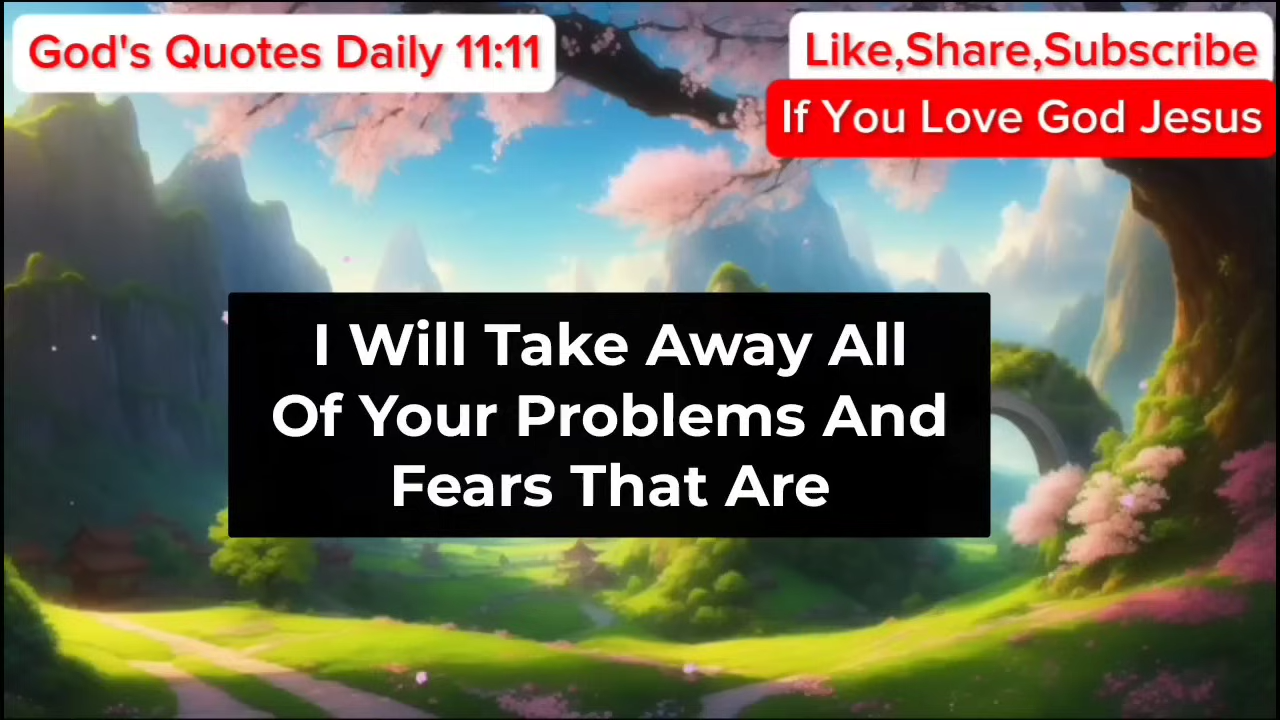 God's Quotes Daily 11:11
Like,Share,Subscribe
If You Love God Jesus
I Will Take Away All
Of Your Problems And
Fears That Are